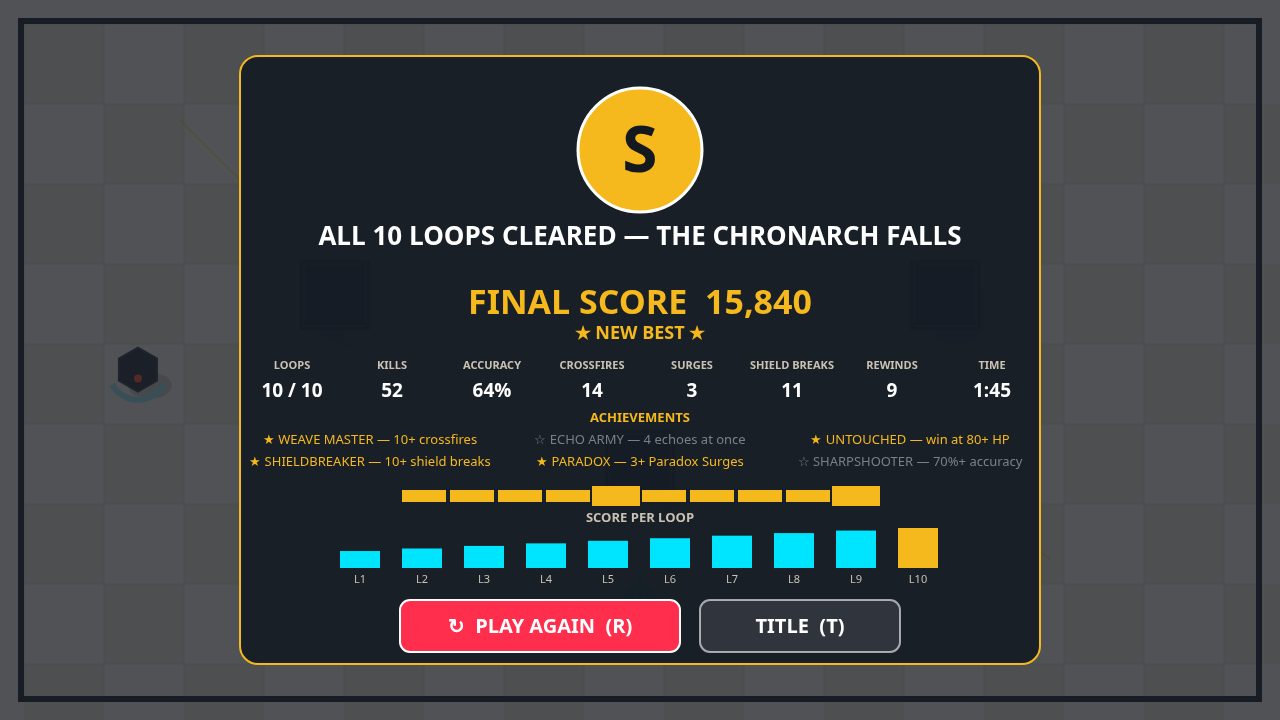 S
ALL 10 LOOPS CLEARED — THE CHRONARCH FALLS
FINAL SCORE 15,840
★ NEW BEST ★
LOOPS KILLS ACCURACY CROSSFIRES SURGES SHIELD BREAKS REWINDS TIME
10 / 10 52 64% 14 3 11 9 1:45
ACHIEVEMENTS
★ WEAVE MASTER — 10+ crossfires ☆ ECHO ARMY — 4 echoes at once ★ UNTOUCHED — win at 80+ HP
★ SHIELDBREAKER — 10+ shield breaks ★ PARADOX — 3+ Paradox Surges ☆ SHARPSHOOTER — 70%+ accuracy
SCORE PER LOOP
L1 L2 L3 L4 L5 L6 L7 L8 L9 L10
↻ PLAY AGAIN (R) TITLE (T)